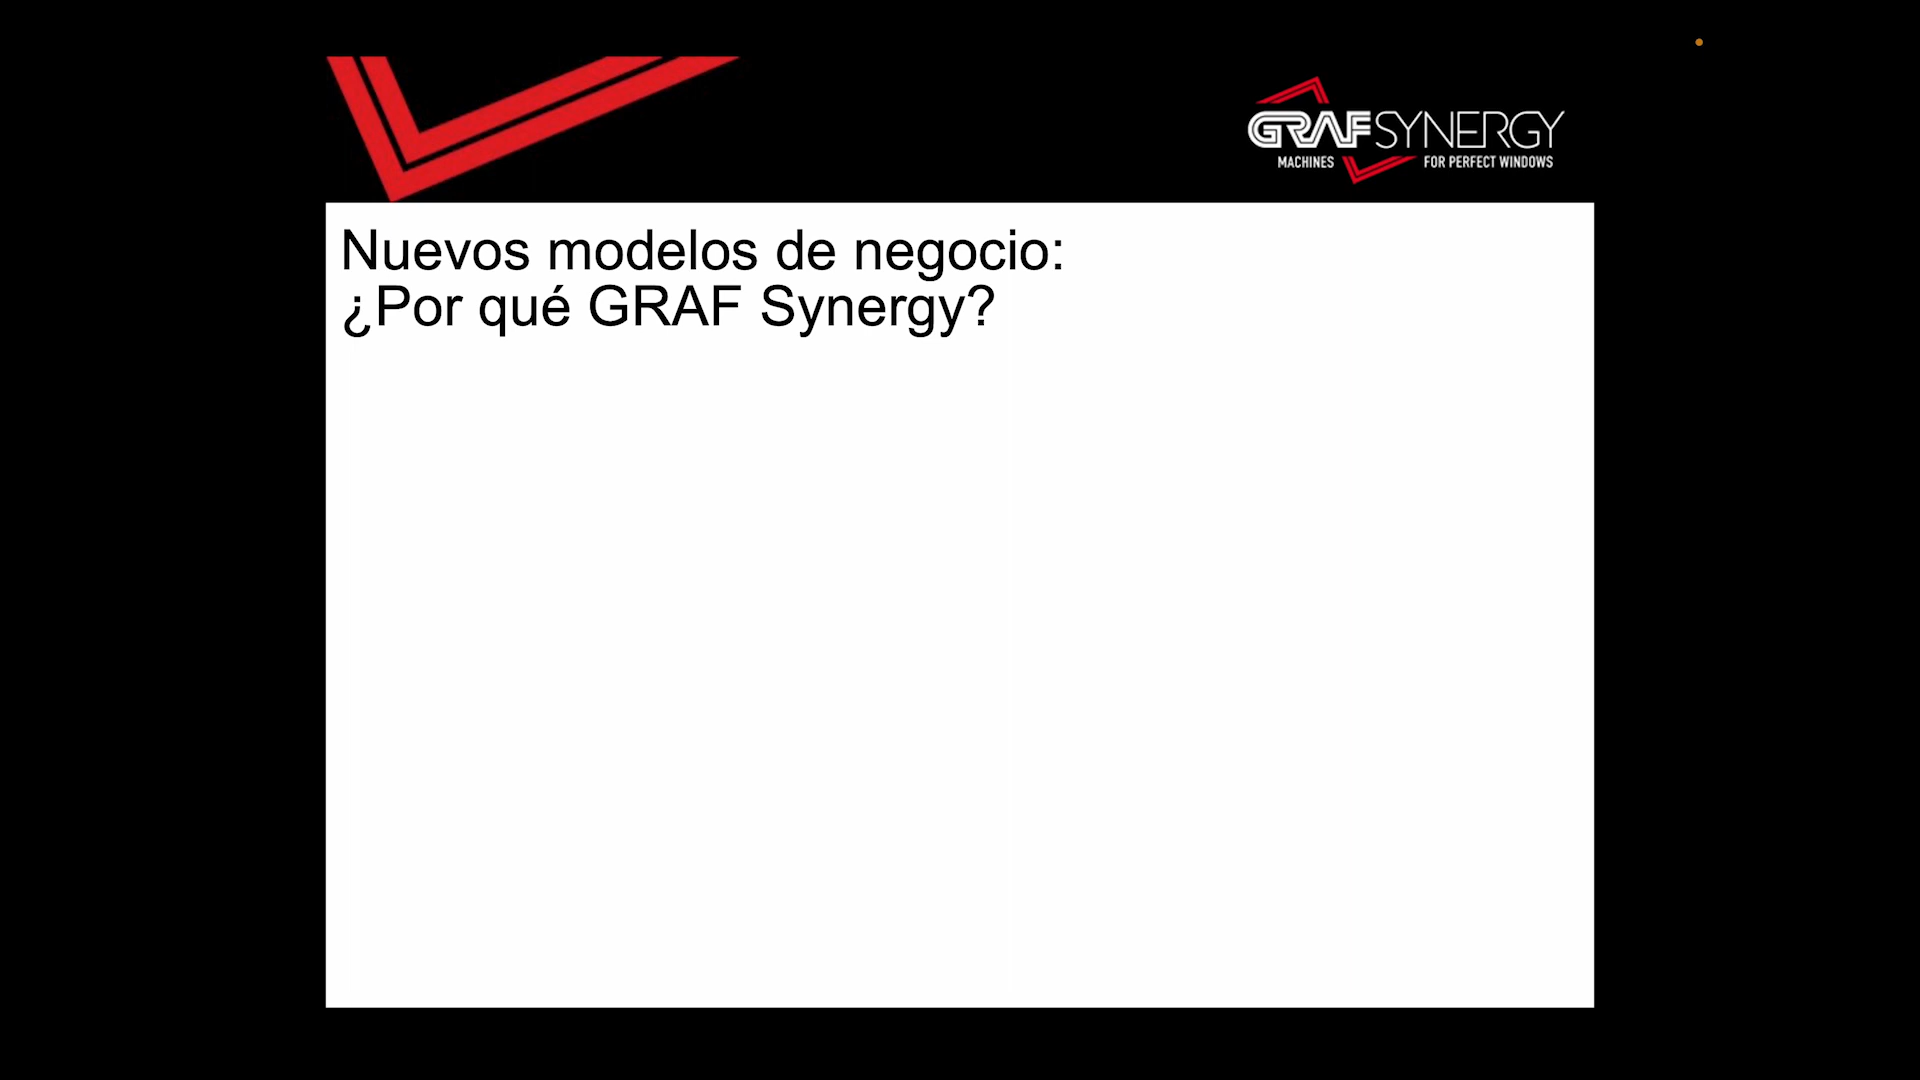 GRAFSYNERGY
MACHINES FOR PERFECT WINDOWS
Nuevos modelos de negocio:
¿Por qué GRAF Synergy?